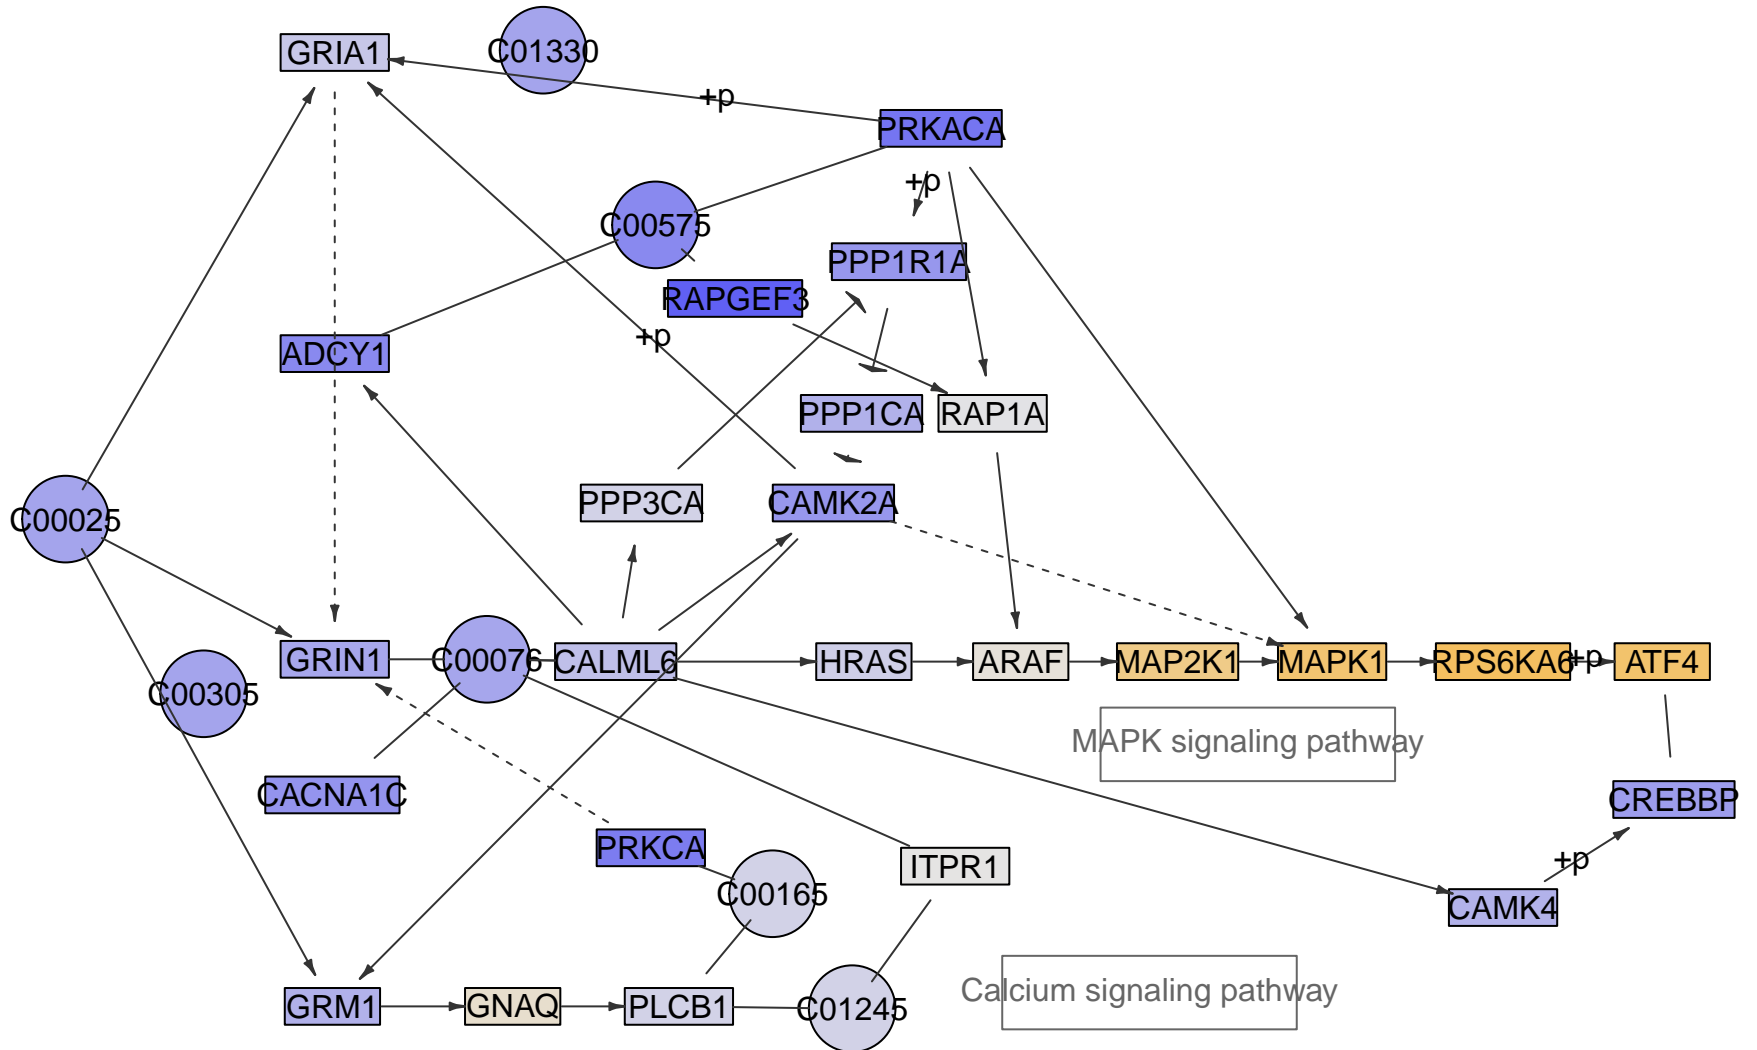 GRIA1
C01330
+p
PRKACA
+p
C00575
PPP1R1A
RAPGEF3
+p
ADCY1
PPP1CA
RAP1A
PPP3CA
CAMK2A
C00025
GRIN1
C00076
CALML6
HRAS
ARAF
MAP2K1
MAPK1
RPS6KA6
+p
ATF4
C00305
MAPK signaling pathway
CACNA1C
CREBBP
PRKCA
ITPR1
+p
C00165
CAMK4
Calcium signaling pathway
GRM1
GNAQ
PLCB1
C01245